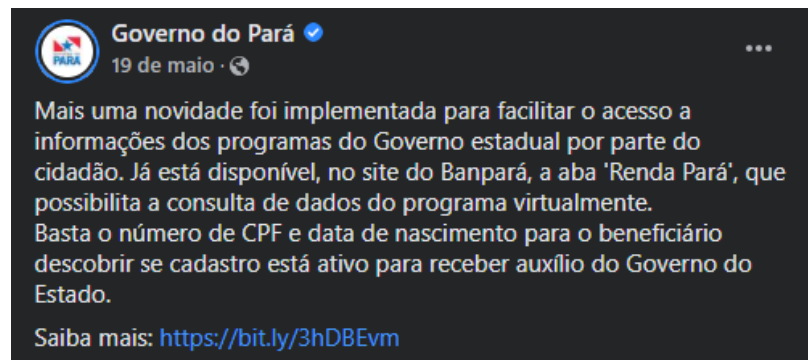 Governo do Pará
PARÁ
19 de maio ·
Mais uma novidade foi implementada para facilitar o acesso a
informações dos programas do Governo estadual por parte do
cidadão. Já está disponível, no site do Banpará, a aba 'Renda Pará', que
possibilita a consulta de dados do programa virtualmente.
Basta o número de CPF e data de nascimento para o beneficiário
descobrir se cadastro está ativo para receber auxílio do Governo do
Estado.
Saiba mais: https://bit.ly/3hDBEvm